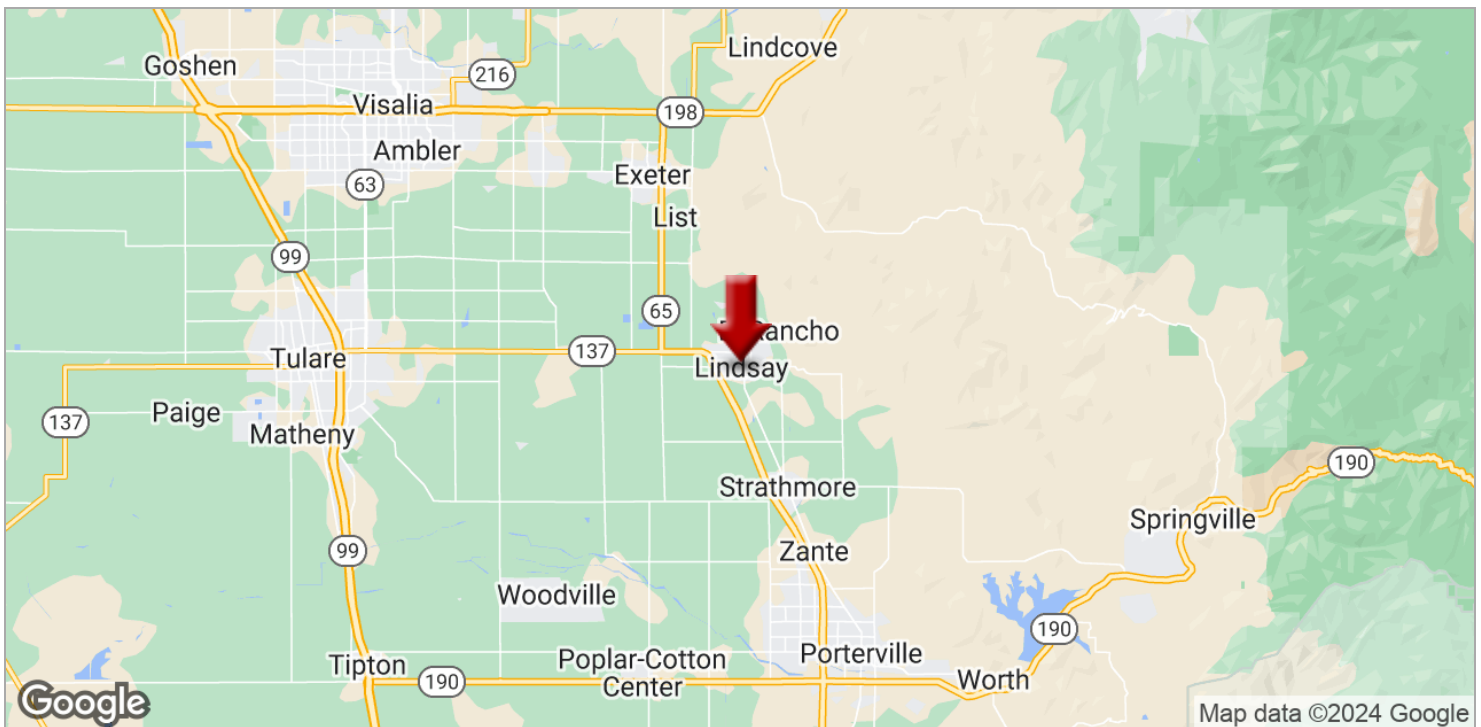 Lindcove
Goshen
216
Visalia
198
Ambler
Exeter
63
List
99
65
Rancho
137
Tulare
Lindsay
Paige
137
Matheny
190
Strathmore
Springville
99
Zante
Woodville
190
Porterville
Tipton
Poplar-Cotton
Center
190
Worth
Google
Map data ©2024 Google